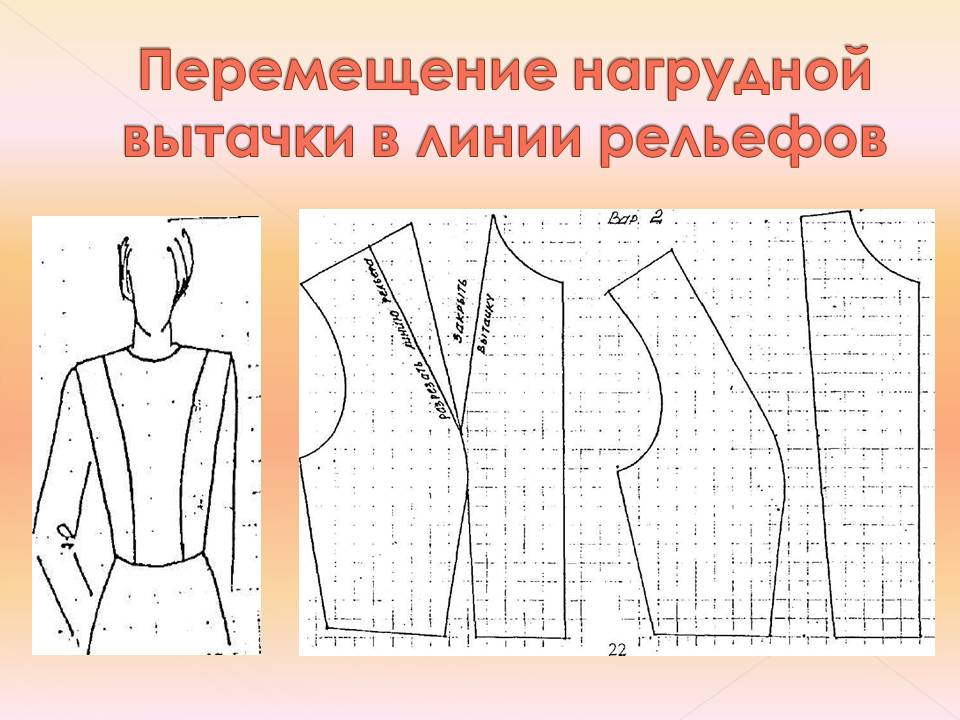 Перемещение нагрудной
вытачки в линии рельефов
Вар. 2
разрезать линию рельефа
закрыть
вытачку
22